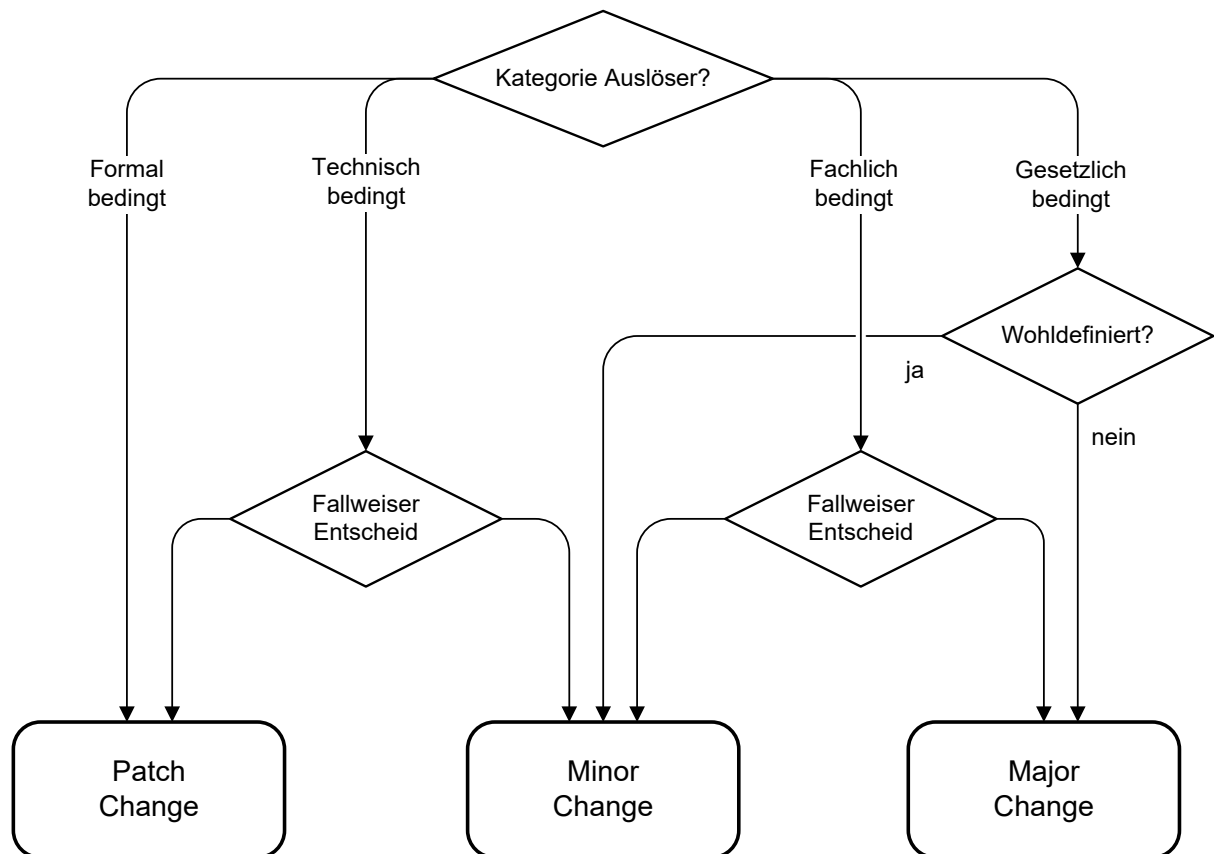 Kategorie Auslöser?
Formal
bedingt
Technisch
bedingt
Fachlich
bedingt
Gesetzlich
bedingt
Wohldefiniert?
ja
nein
Fallweiser
Entscheid
Fallweiser
Entscheid
Patch
Change
Minor
Change
Major
Change